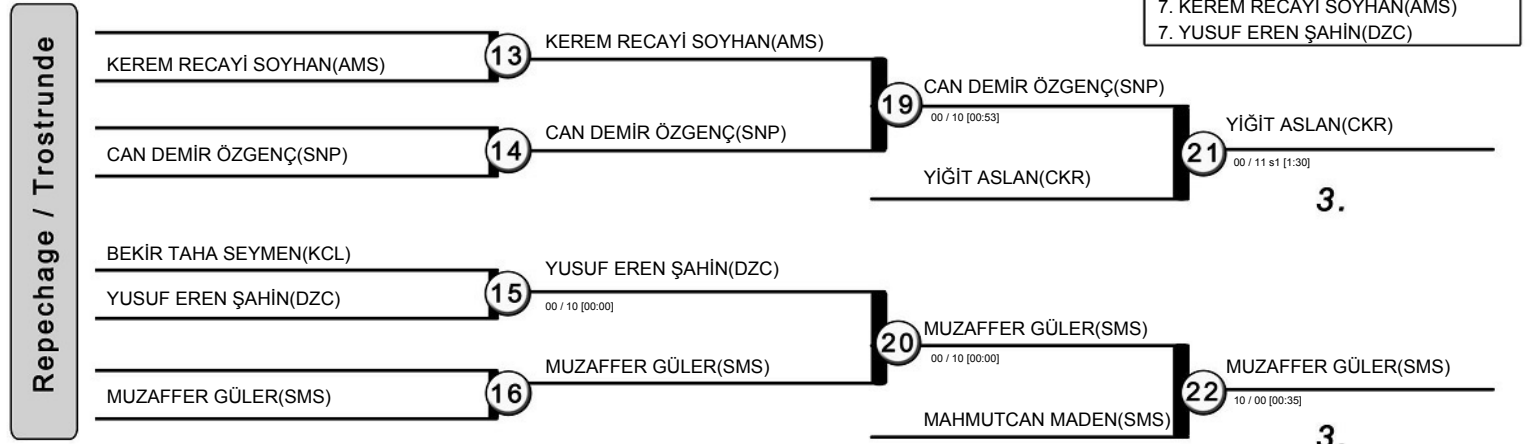 7. KEREM RECAYİ SOYHAN(AMS)
7. YUSUF EREN ŞAHİN(DZC)
Repechage / Trostrunde
KEREM RECAYİ SOYHAN(AMS)
13
KEREM RECAYİ SOYHAN(AMS)
CAN DEMİR ÖZGENÇ(SNP)
14
CAN DEMİR ÖZGENÇ(SNP)
19
CAN DEMİR ÖZGENÇ(SNP)
00 / 10 [00:53]
YİĞİT ASLAN(CKR)
21
YİĞİT ASLAN(CKR)
00 / 11 s1 [1:30]
3.
BEKİR TAHA SEYMEN(KCL)
YUSUF EREN ŞAHİN(DZC)
15
YUSUF EREN ŞAHİN(DZC)
00 / 10 [00:00]
MUZAFFER GÜLER(SMS)
16
MUZAFFER GÜLER(SMS)
20
MUZAFFER GÜLER(SMS)
00 / 10 [00:00]
MAHMUTCAN MADEN(SMS)
22
MUZAFFER GÜLER(SMS)
10 / 00 [00:35]
3.